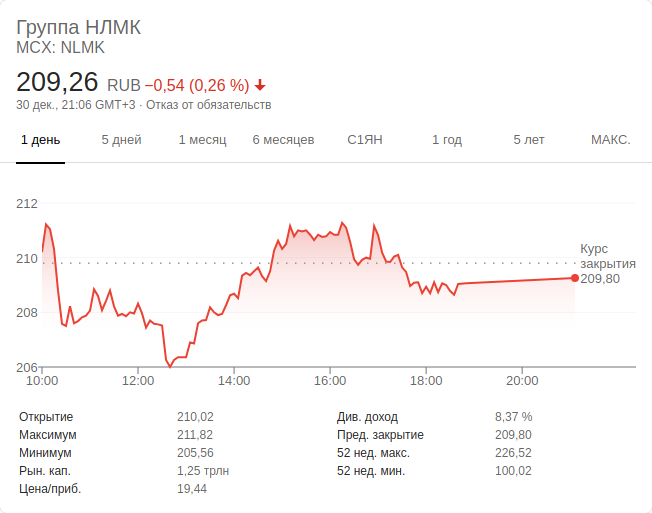 Группа НЛМК
MCX: NLMK
209,26 RUB −0,54 (0,26 %)
30 дек., 21:06 GMT+3 · Отказ от обязательств
1 день 5 дней 1 месяц 6 месяцев С1ЯН 1 год 5 лет МАКС.
212
210
208
206
Курс
закрытия
209,80
10:00 12:00 14:00 16:00 18:00 20:00
Открытие 210,02 Див. доход 8,37 %
Максимум 211,82 Пред. закрытие 209,80
Минимум 205,56 52 нед. макс. 226,52
Рын. кап. 1,25 трлн 52 нед. мин. 100,02
Цена/приб. 19,44